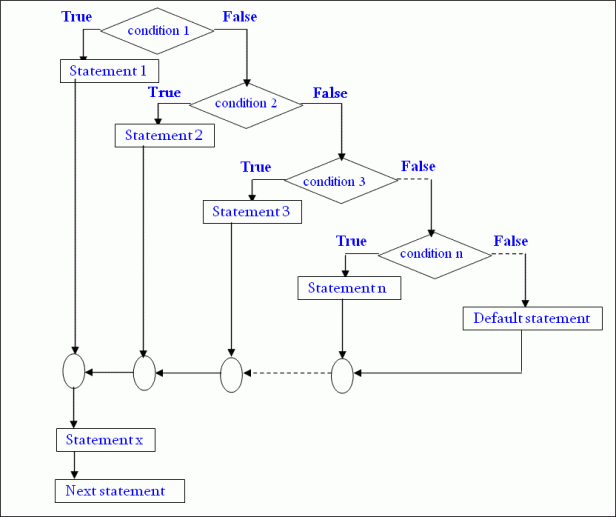 True
False
condition 1
Statement 1
True
condition 2
False
Statement 2
True
condition 3
False
Statement 3
True
condition n
False
Statement n
Default statement
Statement x
Next statement